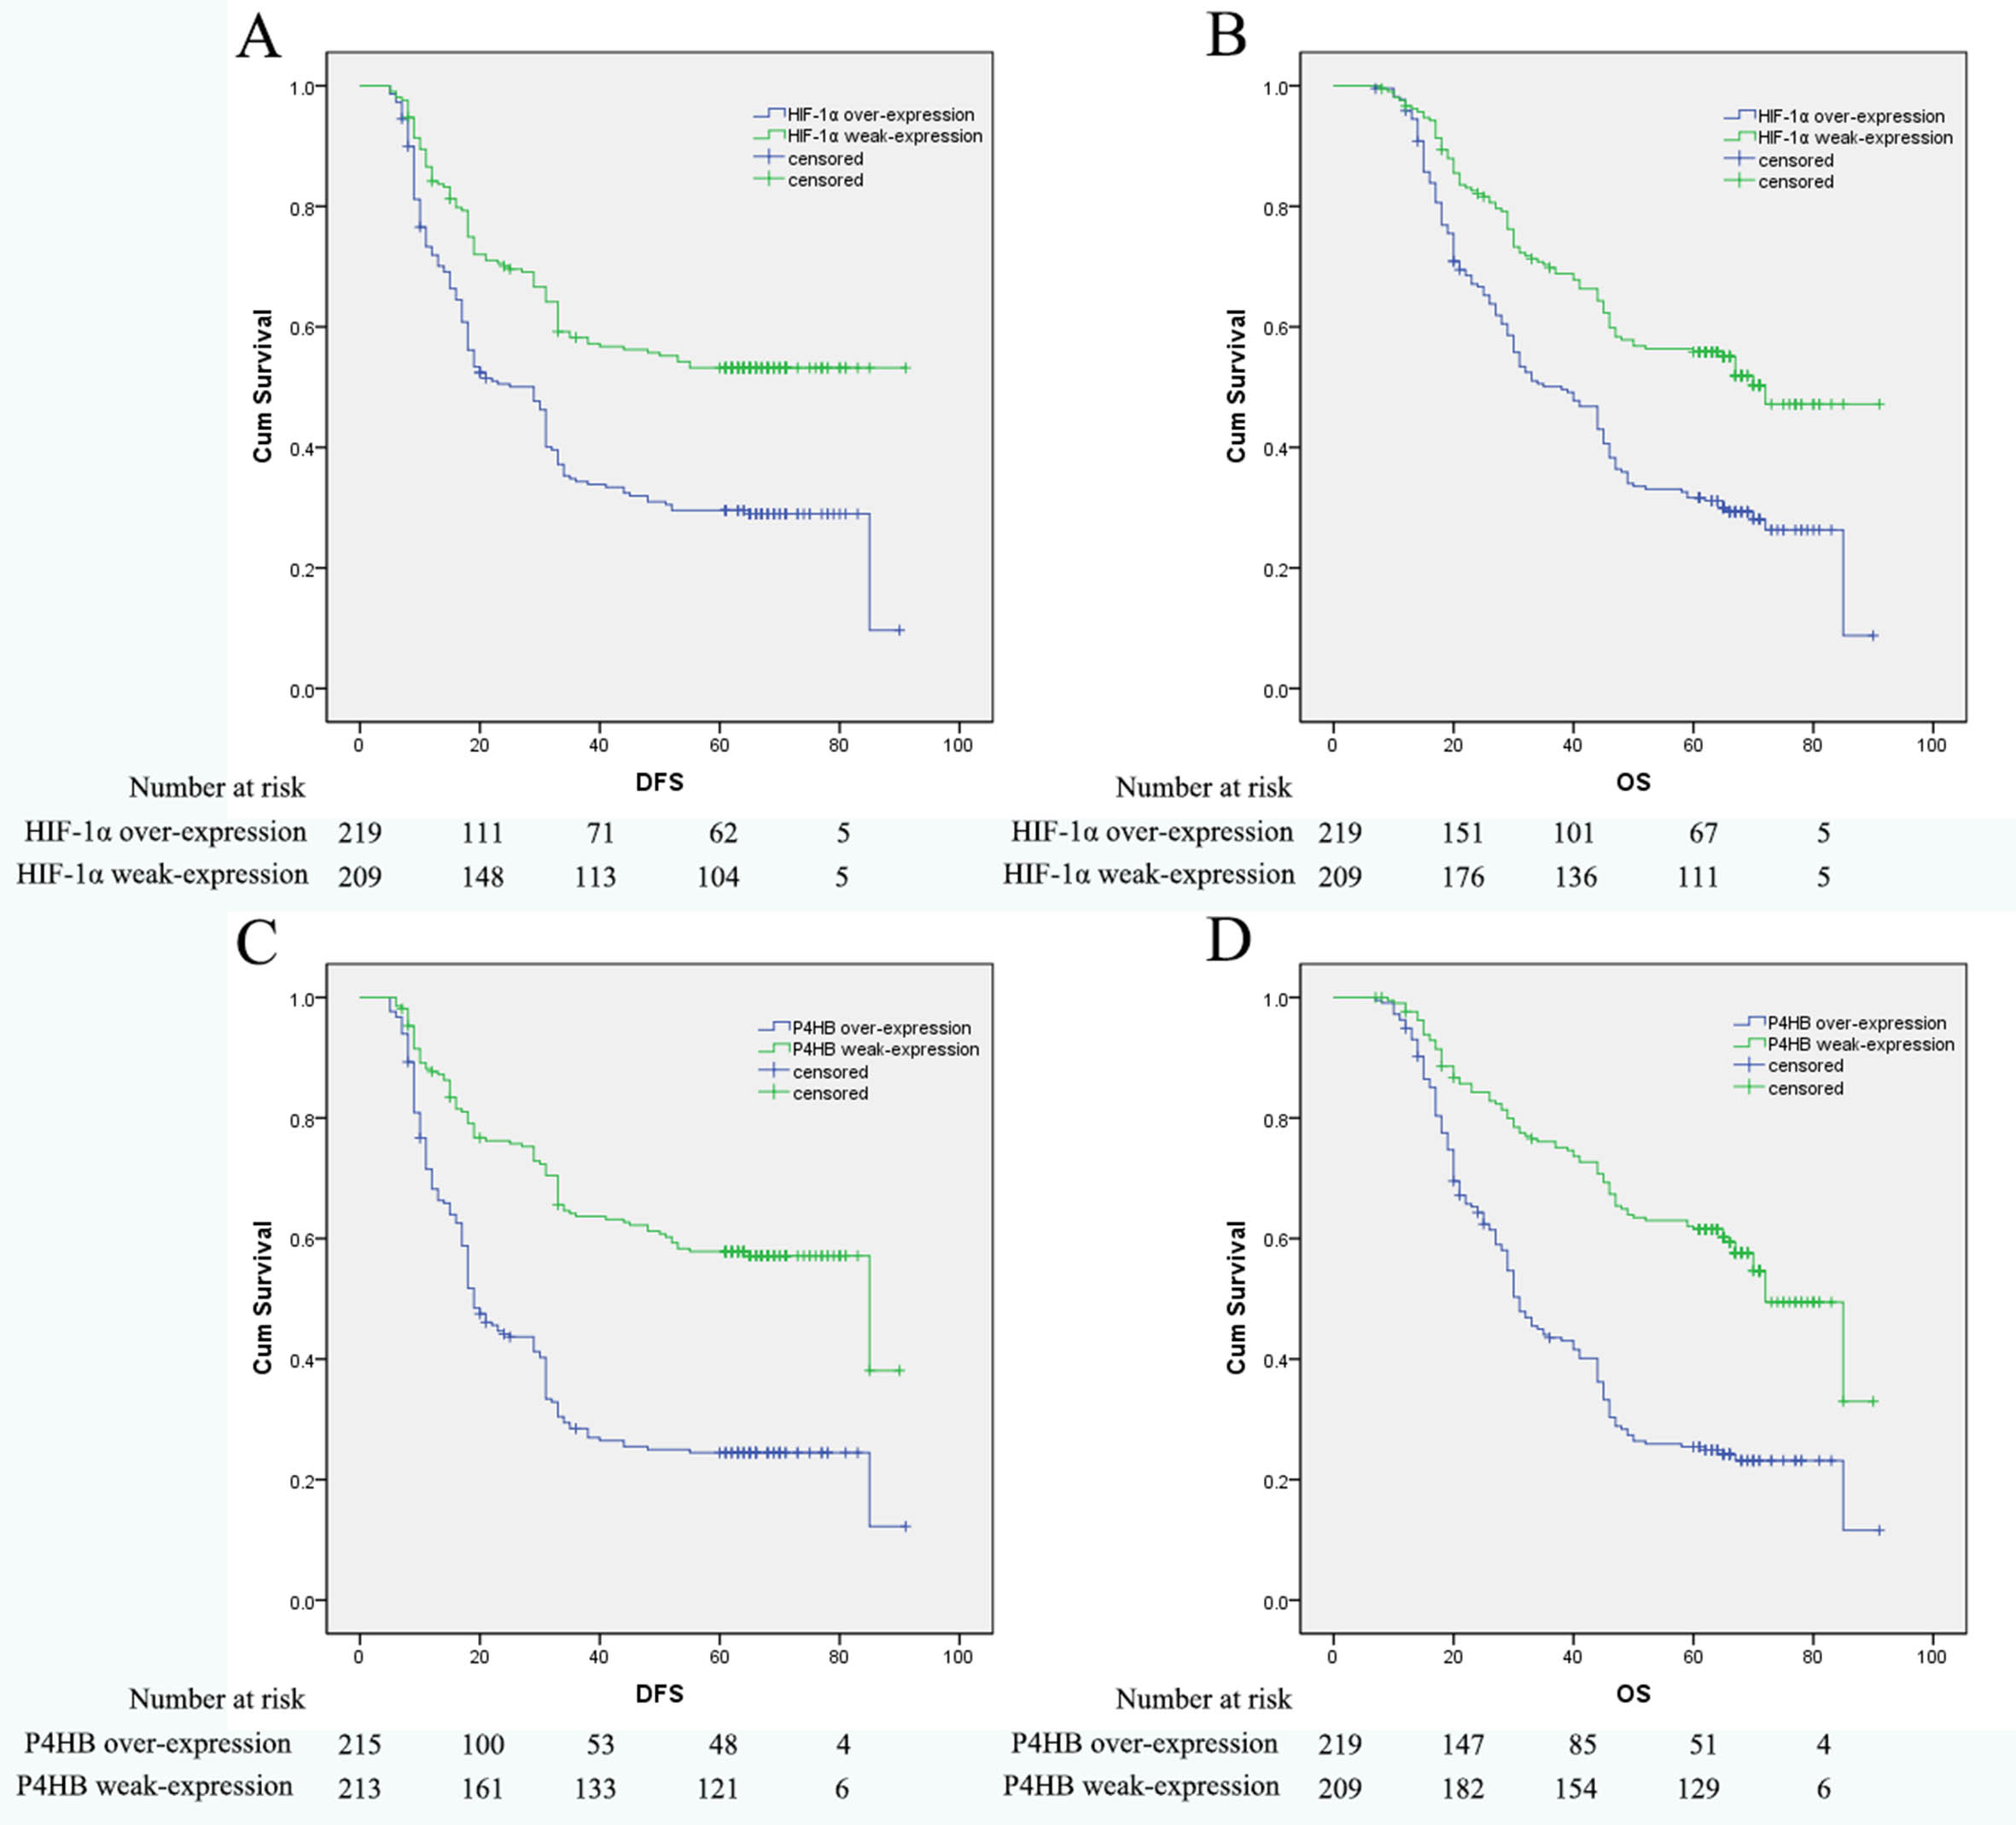 A
1.0
0.8
0.6
0.4
0.2
0.0
Cum Survival
HIF-1α over-expression
HIF-1α weak-expression
censored
censored
0 20 40 60 80 100
DFS
Number at risk
HIF-1α over-expression 219 111 71 62 5
HIF-1α weak-expression 209 148 113 104 5
B
1.0
0.8
0.6
0.4
0.2
0.0
Cum Survival
HIF-1α over-expression
HIF-1α weak-expression
censored
censored
0 20 40 60 80 100
OS
Number at risk
HIF-1α over-expression 219 151 101 67 5
HIF-1α weak-expression 209 176 136 111 5
C
1.0
0.8
0.6
0.4
0.2
0.0
Cum Survival
P4HB over-expression
P4HB weak-expression
censored
censored
0 20 40 60 80 100
DFS
Number at risk
P4HB over-expression 215 100 53 48 4
P4HB weak-expression 213 161 133 121 6
D
1.0
0.8
0.6
0.4
0.2
0.0
Cum Survival
P4HB over-expression
P4HB weak-expression
censored
censored
0 20 40 60 80 100
OS
Number at risk
P4HB over-expression 219 147 85 51 4
P4HB weak-expression 209 182 154 129 6